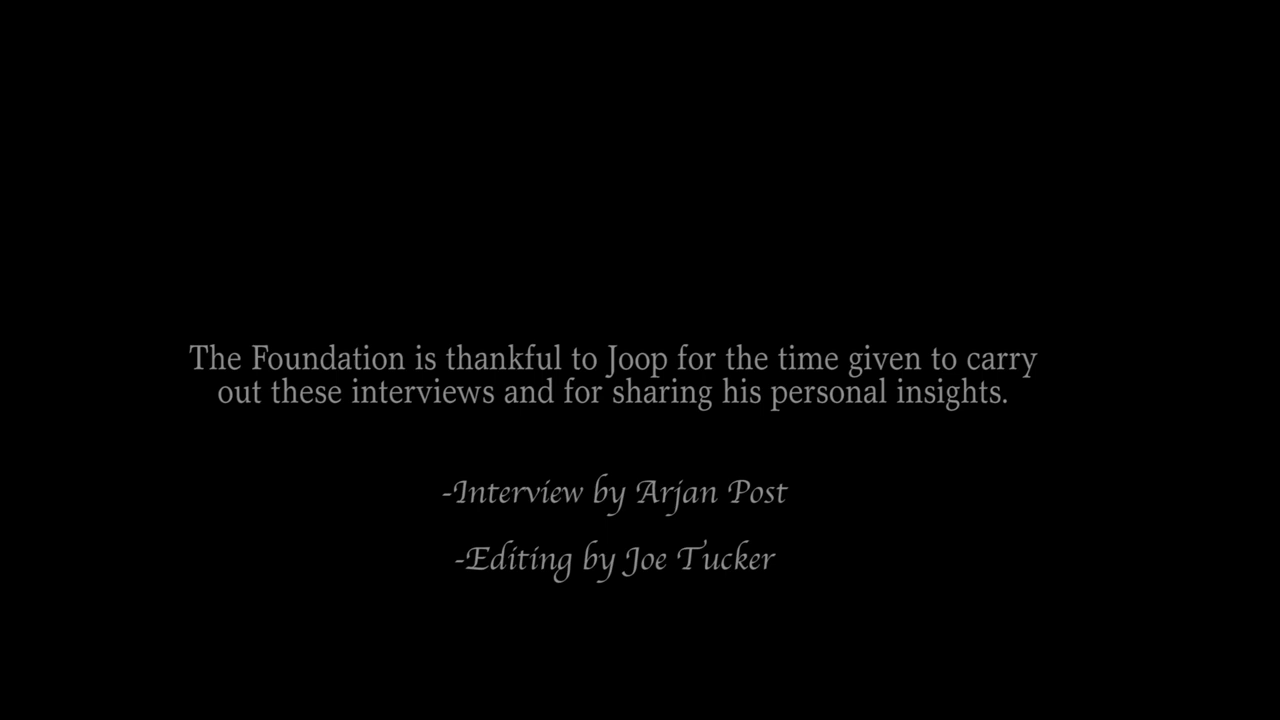 The Foundation is thankful to Joop for the time given to carry
out these interviews and for sharing his personal insights.
-Interview by Arjan Post
-Editing by Joe Tucker